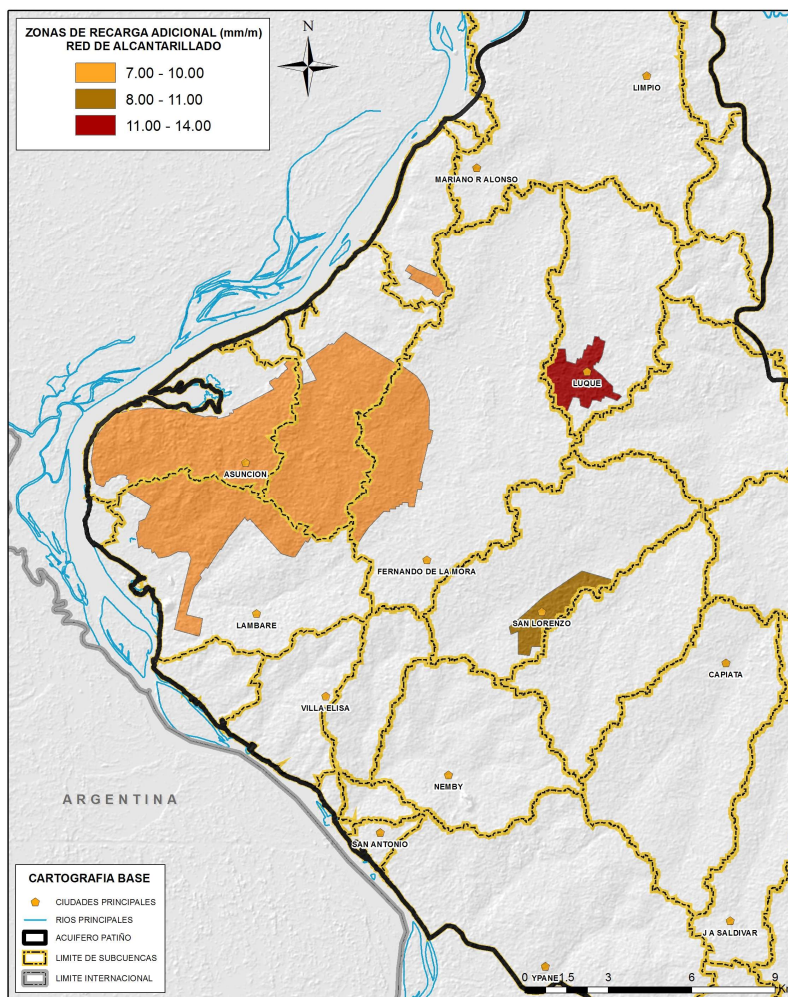 ZONAS DE RECARGA ADICIONAL (mm/m)
RED DE ALCANTARILLADO
7.00 - 10.00
8.00 - 11.00
11.00 - 14.00
N
LIMPIO
MARIANO R ALONSO
LUQUE
ASUNCION
FERNANDO DE LA MORA
LAMBARE
SAN LORENZO
CAPIATA
VILLA ELISA
ARGENTINA
NEMBY
SAN ANTONIO
J A SALDIVAR
YPANE
CARTOGRAFIA BASE
CIUDADES PRINCIPALES
RIOS PRINCIPALES
ACUIFERO PATIÑO
LIMITE DE SUBCUENCAS
LIMITE INTERNACIONAL
0 1.5 3 6 9
Km